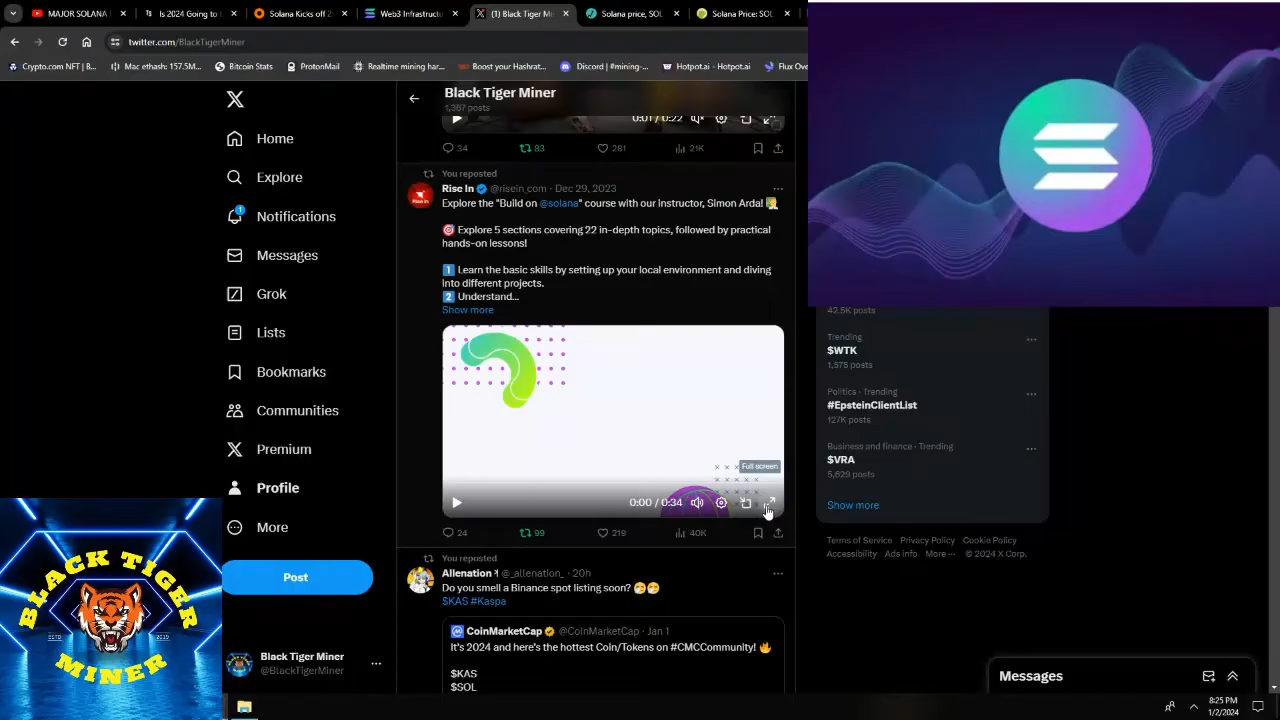 MAJOR SOLANA
Is 2024 Going to
Solana Kicks off 2
Web3 Infrastructu
(1) Black Tiger Min
Solana price, SOL
Solana Price: SOL
twitter.com/BlackTigerMiner
Crypto.com NFT | B...
Mac ethash: 157.5M...
Bitcoin Stats
ProtonMail
Realtime mining har...
Boost your Hashrat...
Discord | #mining-...
Hotpot.ai - Hotpot.ai
Flux Ov
Black Tiger Miner
1,387 posts
Home
Explore
1
Notifications
Messages
Grok
Lists
Bookmarks
Communities
Premium
Profile
More
Post
Black Tiger Miner
@BlackTigerMiner
BLACK TIGER
MINER
0:01 / 0:22
34
83
281
21K
You reposted
Rise In @risein_com · Dec 29, 2023
Explore the "Build on @solana" course with our Instructor, Simon Arda! 👨‍🏫
🎯 Explore 5 sections covering 22 in-depth topics, followed by practical
hands-on lessons!
1️⃣ Learn the basic skills by setting up your local environment and diving
into different projects.
2️⃣ Understand...
Show more
Full screen
0:00 / 0:34
24
99
219
40K
You reposted
@_allenation_ · 20h
Do you smell a Binance spot listing soon? 🤭🤭
$KAS #Kaspa
CoinMarketCap @CoinMarketCap · Jan 1
It's 2024 and here's the hottest Coin/Tokens on #CMCCommunity! 🔥
$KAS
$SOL
42.5K posts
Trending
$WTK
1,575 posts
Politics · Trending
#EpsteinClientList
127K posts
Business and finance · Trending
$VRA
5,629 posts
Show more
Terms of Service Privacy Policy Cookie Policy
Accessibility Ads info More ··· © 2024 X Corp.
Messages
8:25 PM
1/2/2024